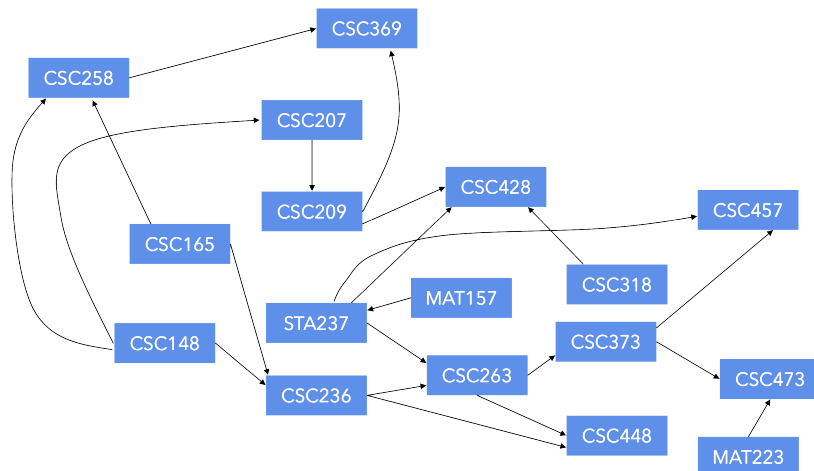 CSC369
CSC258
CSC207
CSC428
CSC209
CSC457
CSC165
CSC318
MAT157
STA237
CSC148
CSC373
CSC263
CSC473
CSC236
CSC448
MAT223